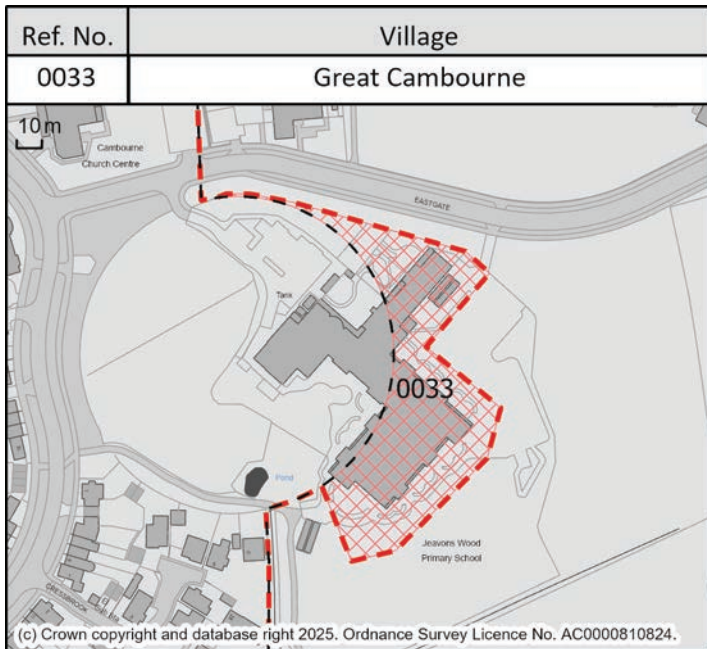 Ref. No. Village
0033 Great Cambourne
10 m
Cambourne
Church Centre
EASTGATE
Tank
0033
Pond
Jeavons Wood
Primary School
(c) Crown copyright and database right 2025. Ordnance Survey Licence No. AC0000810824.